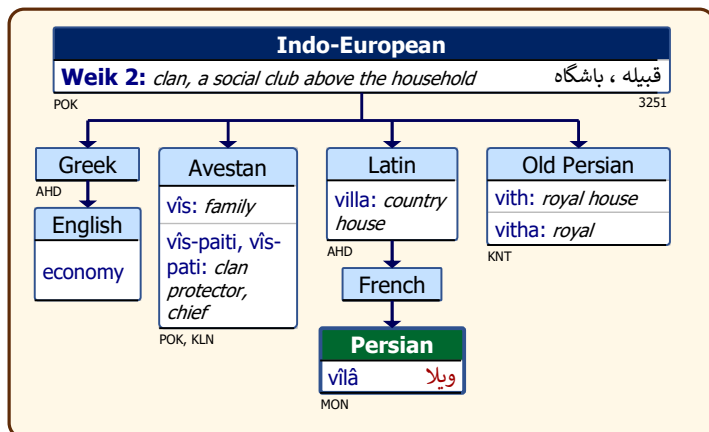 Indo-European
Weik 2: clan, a social club above the household قبیله ، باشگاه
POK 3251
Greek
AHD
English
economy
Avestan
vîs: family
vîs-paiti, vîs-
pati: clan
protector,
chief
POK, KLN
Latin
villa: country
house
AHD
French
Persian
vîlâ ویلا
MON
Old Persian
vith: royal house
vitha: royal
KNT